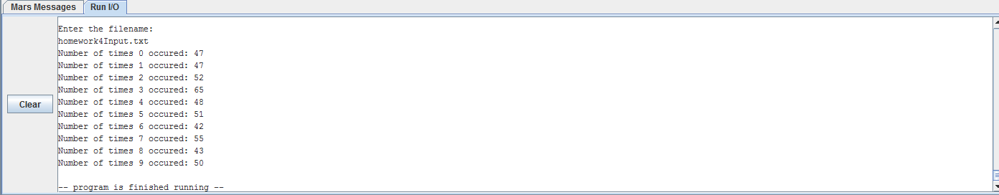 Mars Messages Run I/O
Enter the filename:
homework4Input.txt
Number of times 0 occured: 47
Number of times 1 occured: 47
Number of times 2 occured: 52
Number of times 3 occured: 65
Number of times 4 occured: 48
Number of times 5 occured: 51
Number of times 6 occured: 42
Number of times 7 occured: 55
Number of times 8 occured: 43
Number of times 9 occured: 50
-- program is finished running --
Clear